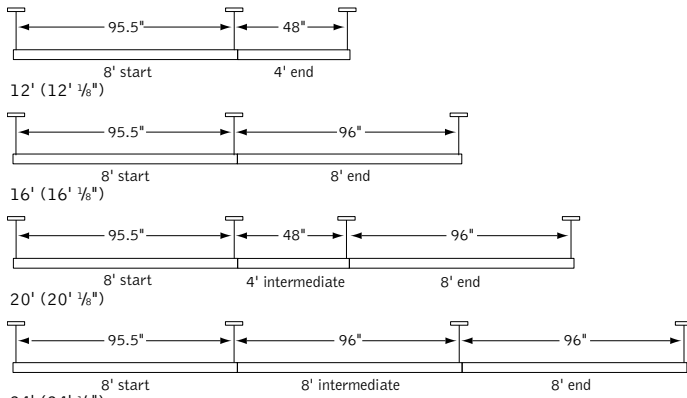 95.5" 48"
8' start 4' end
12' (12' ⅛")
95.5" 96"
8' start 8' end
16' (16' ⅛")
95.5" 48" 96"
8' start 4' intermediate 8' end
20' (20' ⅛")
95.5" 96" 96"
8' start 8' intermediate 8' end